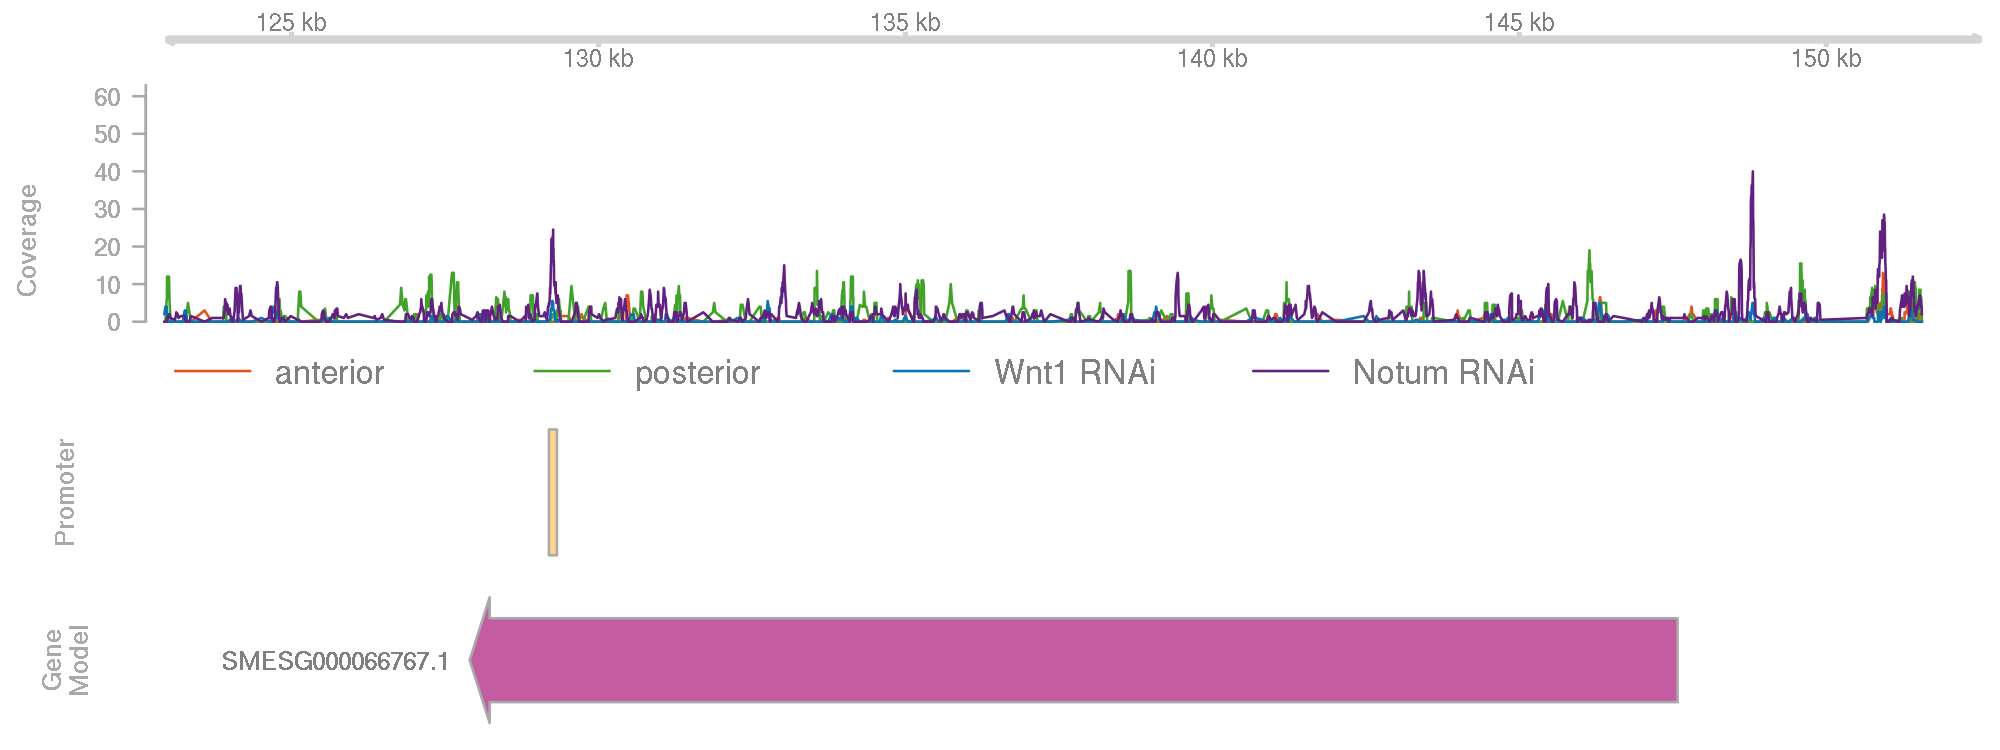 125 kb 135 kb 145 kb
130 kb 140 kb 150 kb
Coverage
60
50
40
30
20
10
0
anterior posterior Wnt1 RNAi Notum RNAi
Promoter
Gene
Model
SMESG000066767.1